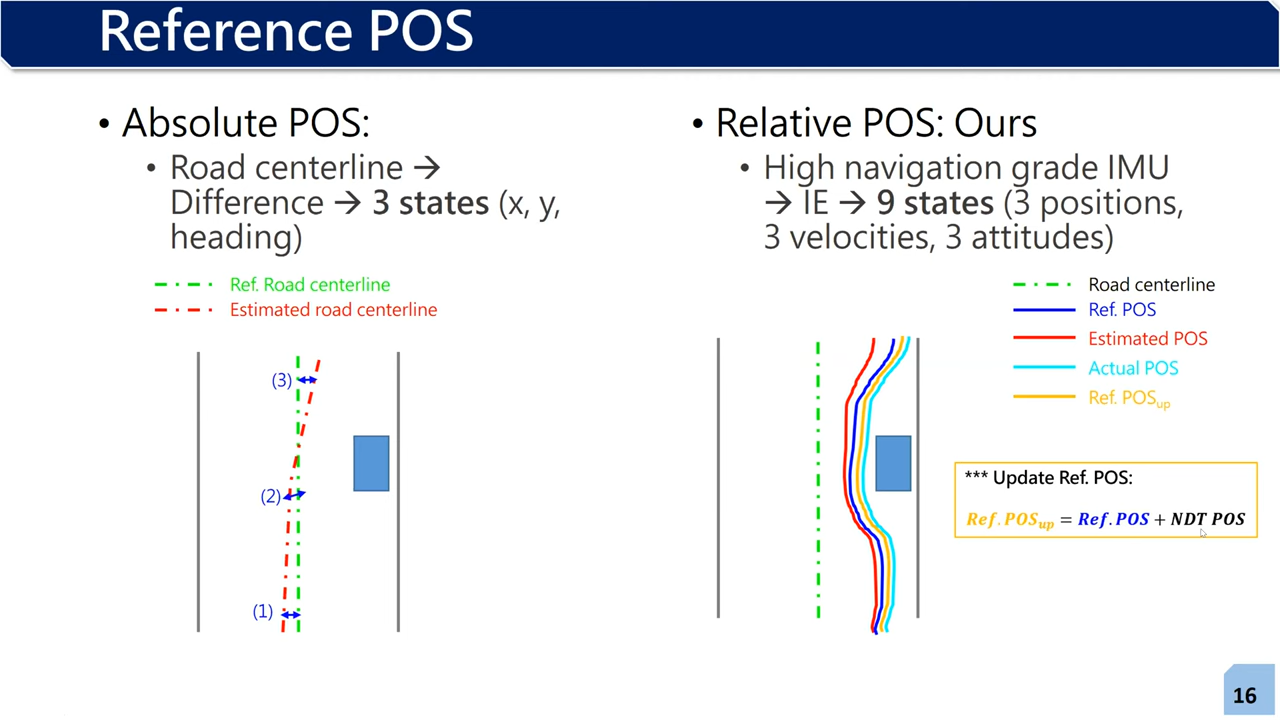 Reference POS
• Absolute POS:
• Road centerline →
Difference → 3 states (x, y,
heading)
Ref. Road centerline
Estimated road centerline
(3)
(2)
(1)
• Relative POS: Ours
• High navigation grade IMU
→ IE → 9 states (3 positions,
3 velocities, 3 attitudes)
Road centerline
Ref. POS
Estimated POS
Actual POS
Ref. POSup
*** Update Ref. POS:
Ref. POSup = Ref. POS + NDT POS
16